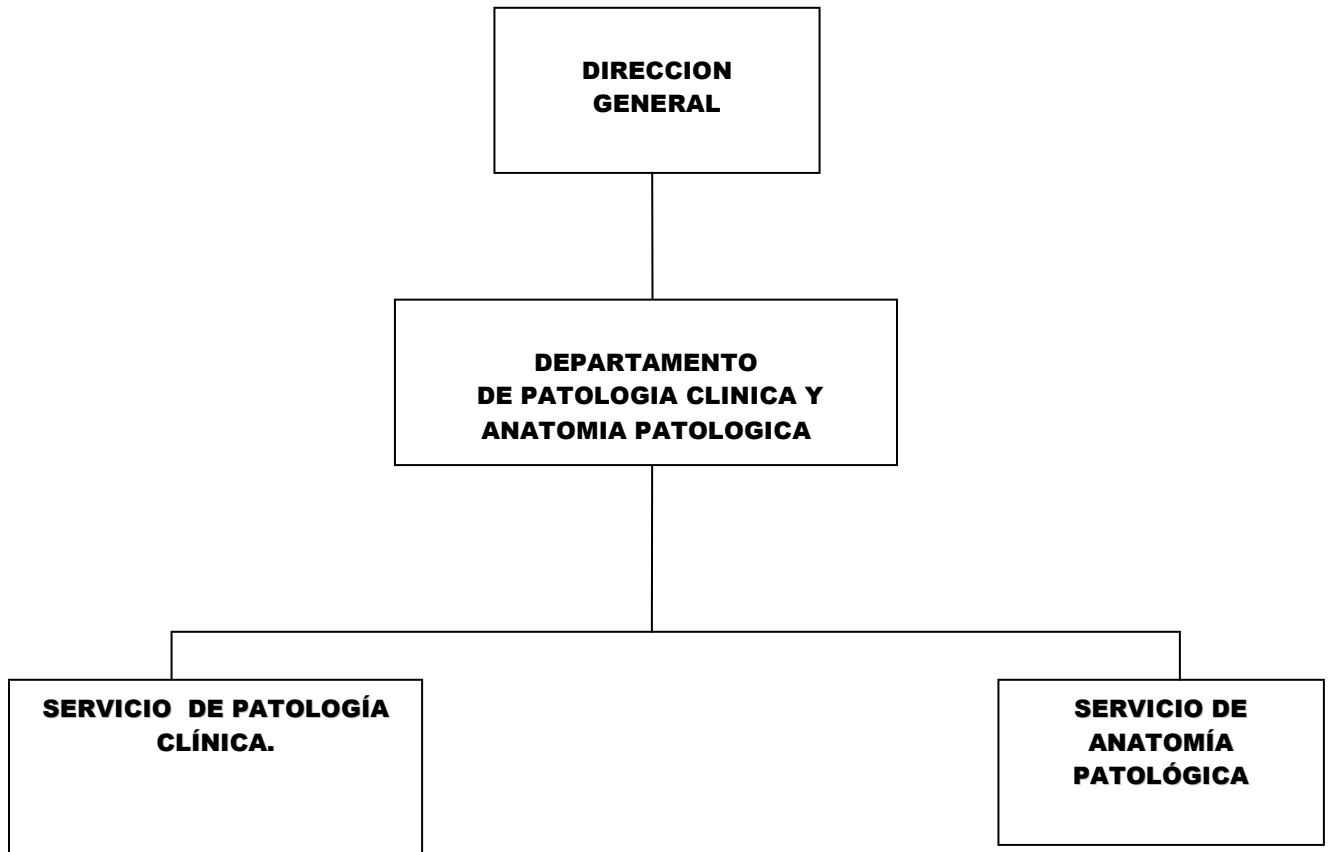 DIRECCION
GENERAL
DEPARTAMENTO
DE PATOLOGIA CLINICA Y
ANATOMIA PATOLOGICA
SERVICIO DE PATOLOGÍA
CLÍNICA.
SERVICIO DE
ANATOMÍA
PATOLÓGICA